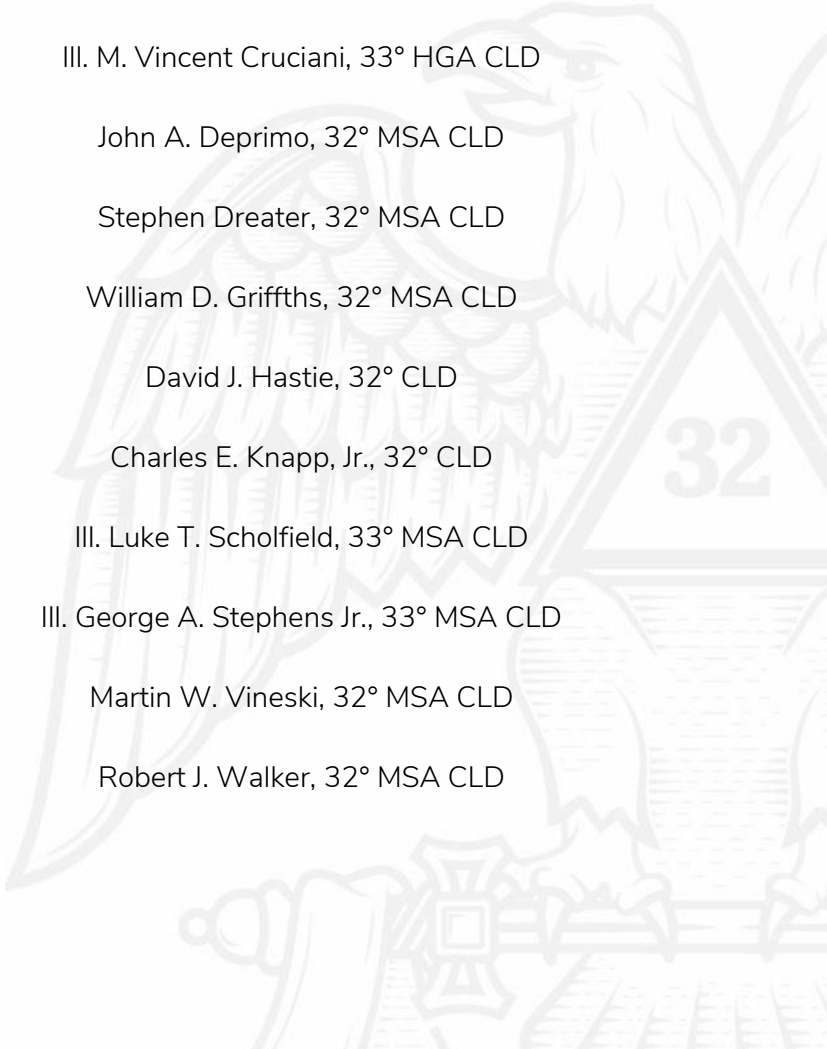 Ill. M. Vincent Cruciani, 33° HGA CLD
John A. Deprimo, 32° MSA CLD
Stephen Dreater, 32° MSA CLD
William D. Griffths, 32° MSA CLD
David J. Hastie, 32° CLD
Charles E. Knapp, Jr., 32° CLD
32
Ill. Luke T. Scholfield, 33° MSA CLD
Ill. George A. Stephens Jr., 33° MSA CLD
Martin W. Vineski, 32° MSA CLD
Robert J. Walker, 32° MSA CLD